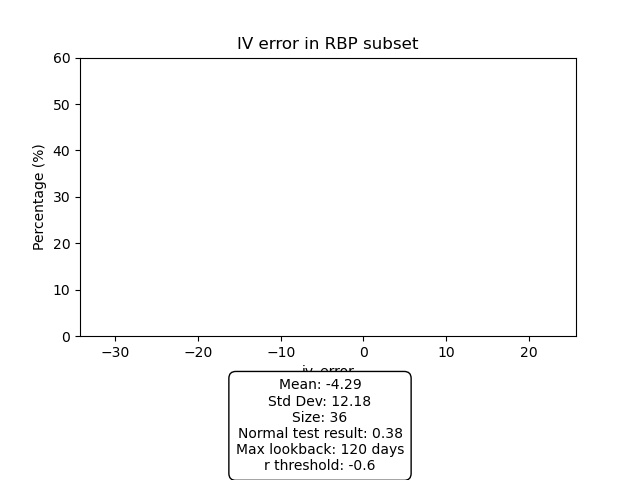 IV error in RBP subset
60
50
40
30
20
10
0
Percentage (%)
−30 −20 −10 0 10 20
iv_error
Mean: -4.29
Std Dev: 12.18
Size: 36
Normal test result: 0.38
Max lookback: 120 days
r threshold: -0.6